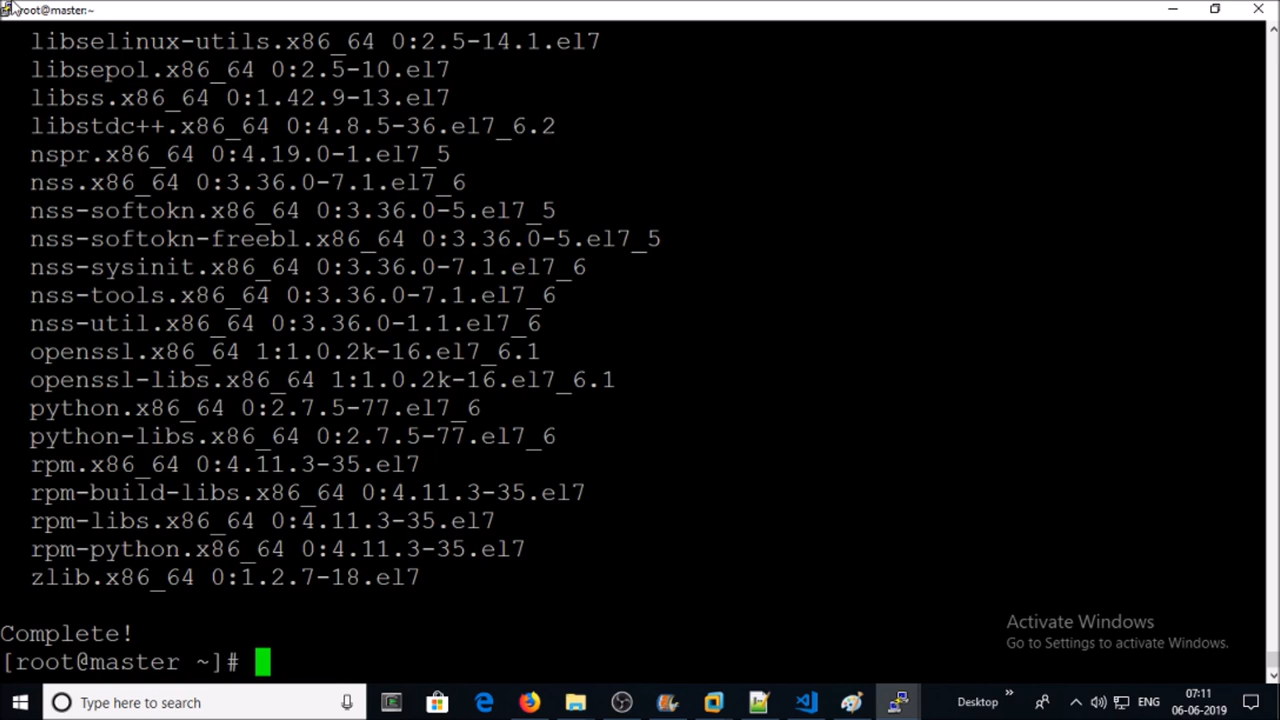 root@master:~
libselinux-utils.x86_64 0:2.5-14.1.el7
libsepol.x86_64 0:2.5-10.el7
libss.x86_64 0:1.42.9-13.el7
libstdc++.x86_64 0:4.8.5-36.el7_6.2
nspr.x86_64 0:4.19.0-1.el7_5
nss.x86_64 0:3.36.0-7.1.el7_6
nss-softokn.x86_64 0:3.36.0-5.el7_5
nss-softokn-freebl.x86_64 0:3.36.0-5.el7_5
nss-sysinit.x86_64 0:3.36.0-7.1.el7_6
nss-tools.x86_64 0:3.36.0-7.1.el7_6
nss-util.x86_64 0:3.36.0-1.1.el7_6
openssl.x86_64 1:1.0.2k-16.el7_6.1
openssl-libs.x86_64 1:1.0.2k-16.el7_6.1
python.x86_64 0:2.7.5-77.el7_6
python-libs.x86_64 0:2.7.5-77.el7_6
rpm.x86_64 0:4.11.3-35.el7
rpm-build-libs.x86_64 0:4.11.3-35.el7
rpm-libs.x86_64 0:4.11.3-35.el7
rpm-python.x86_64 0:4.11.3-35.el7
zlib.x86_64 0:1.2.7-18.el7
Complete!
[root@master ~]#
Activate Windows
Go to Settings to activate Windows.
Type here to search
Desktop
ENG
07:11
06-06-2019